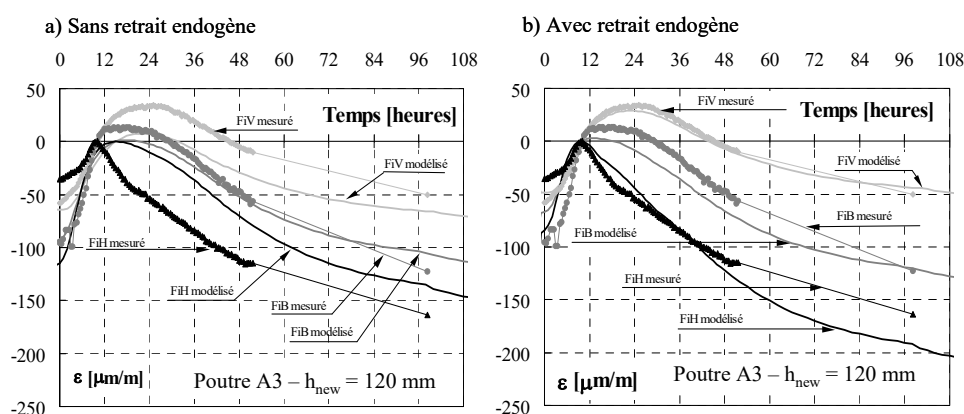 a) Sans retrait endogène
0 12 24 36 48 60 72 84 96 108
50
0
-50
-100
-150
-200
-250
Temps [heures]
FiV mesuré
FiV modélisé
FiH mesuré
FiH modélisé
FiB mesuré
FiB modélisé
ε [μm/m]
Poutre A3 – hnew = 120 mm
b) Avec retrait endogène
0 12 24 36 48 60 72 84 96 108
50
0
-50
-100
-150
-200
-250
Temps [heures]
FiV mesuré
FiV modélisé
FiB mesuré
FiB modélisé
FiH mesuré
FiH modélisé
ε [μm/m]
Poutre A3 – hnew = 120 mm